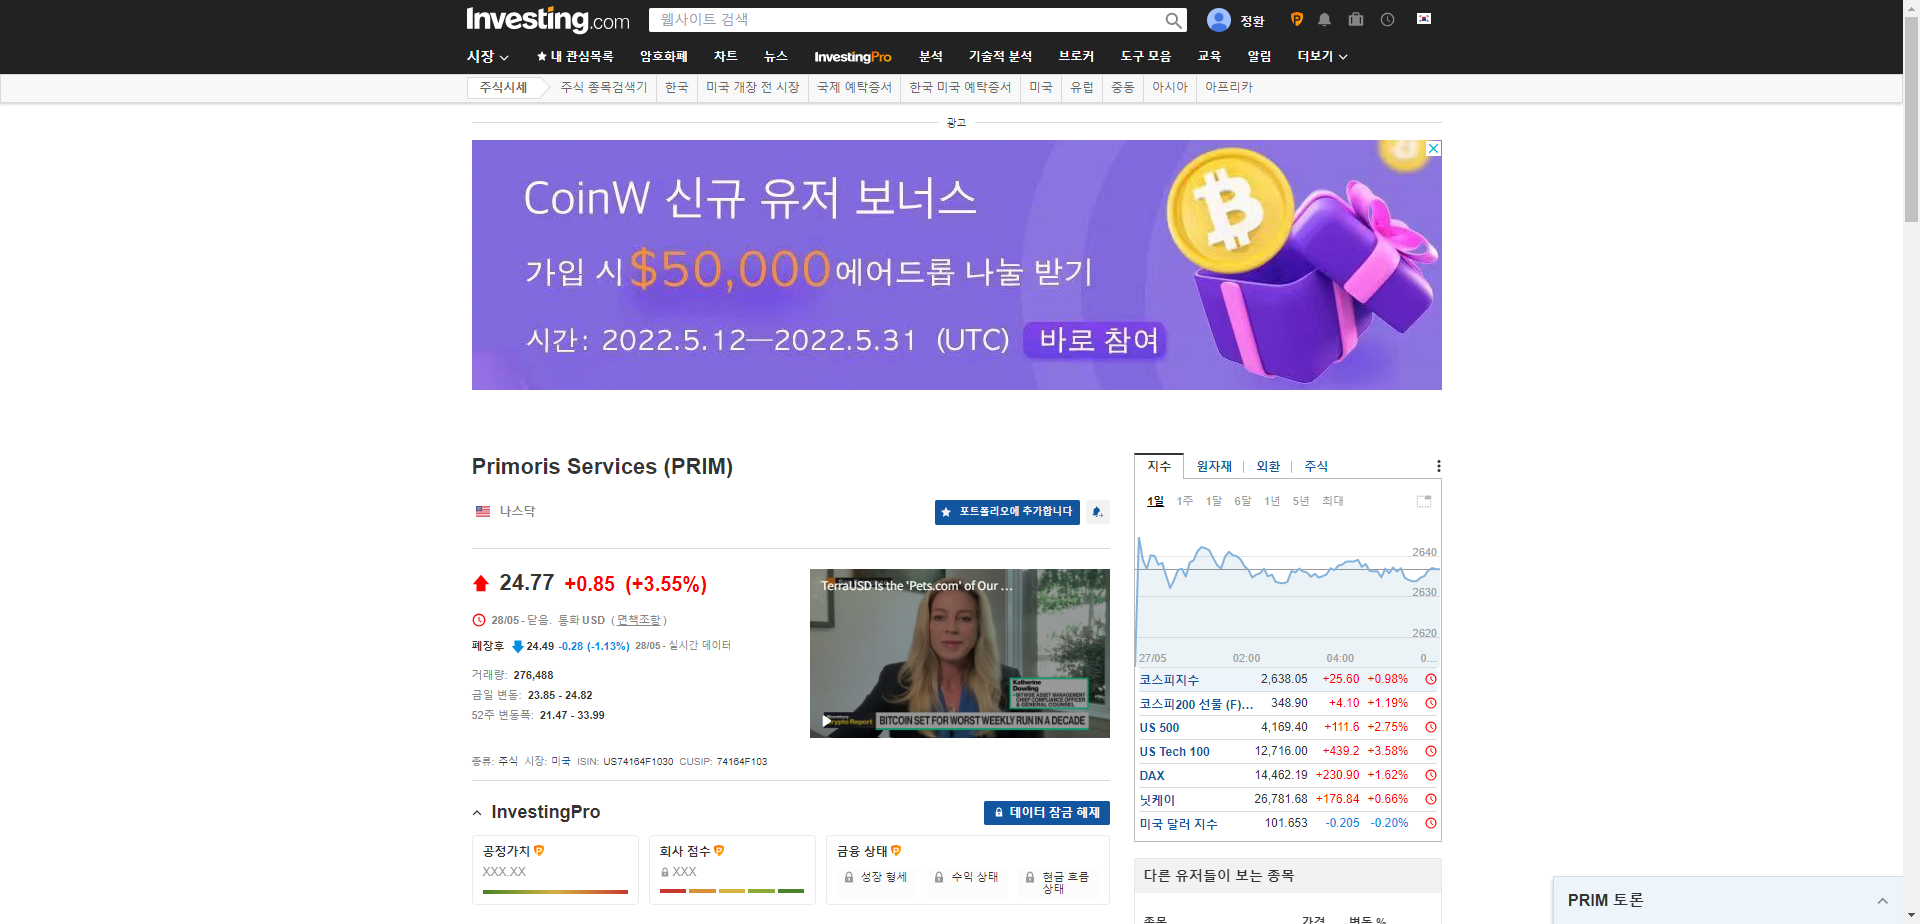 Investing.com
웹사이트 검색
정환
시장
내 관심목록
암호화폐
차트
뉴스
InvestingPro
분석
기술적 분석
브로커
도구 모음
교육
알림
더보기
주식시세
주식 종목검색기
한국
미국 개장 전 시장
국제 예탁증서
한국 미국 예탁증서
미국
유럽
중동
아시아
아프리카
광고
CoinW 신규 유저 보너스
가입 시 $50,000에어드롭 나눌 받기
시간: 2022.5.12—2022.5.31 (UTC) 바로 참여
Primoris Services (PRIM)
나스닥
포트폴리오에 추가합니다
24.77 +0.85 (+3.55%)
28/05 - 닫음. 통화 USD (면책조항)
폐장후 24.49 -0.28 (-1.13%) 28/05 - 실시간 데이터
거래량: 276,488
금일 변동: 23.85 - 24.82
52주 변동폭: 21.47 - 33.99
TerraUSD Is the 'Pets.com' of Our ...
Katherine
Dowling
BITWISE ASSET MANAGEMENT
CHIEF COMPLIANCE OFFICER
& GENERAL COUNSEL
Crypto Report
BITCOIN SET FOR WORST WEEKLY RUN IN A DECADE
종류: 주식 시장: 미국 ISIN: US74164F1030 CUSIP: 74164F103
InvestingPro
데이터 잠금 해제
공정가치
XXX.XX
회사 점수
XXX
금융 상태
성장 형세
수익 상태
현금 흐름
상태
지수
원자재
외환
주식
1일 1주 1달 6달 1년 5년 최대
2640
2630
2620
27/05 02:00 04:00 0...
코스피지수 2,638.05 +25.60 +0.98%
코스피200 선물 (F)... 348.90 +4.10 +1.19%
US 500 4,169.40 +111.6 +2.75%
US Tech 100 12,716.00 +439.2 +3.58%
DAX 14,462.19 +230.90 +1.62%
닛케이 26,781.68 +176.84 +0.66%
미국 달러 지수 101.653 -0.205 -0.20%
다른 유저들이 보는 종목
종목 가격 변동 %
PRIM 토론